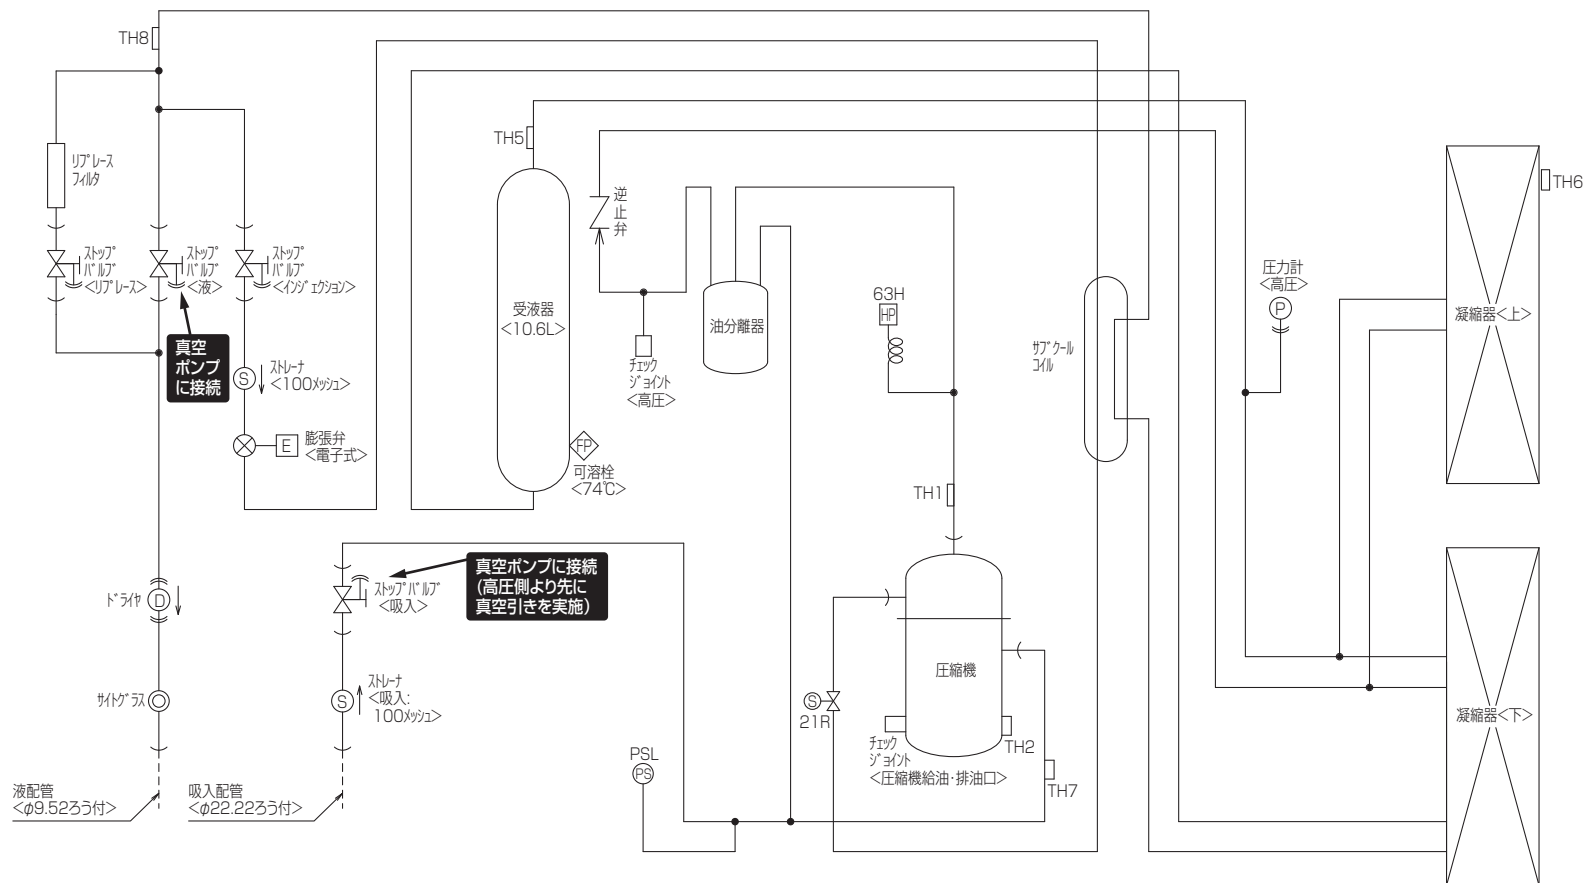 TH8
リプレース
フィルタ
ストップ
バルブ
<リプレース>
ストップ
バルブ
<液>
ストップ
バルブ
<インジェクション>
真空
ポンプ
に接続
S
ストレーナ
<100メッシュ>
E
膨張弁
<電子式>
ドライヤ
D
サイトグラス
液配管
<φ9.52ろう付>
吸入配管
<φ22.22ろう付>
ストップバルブ
<吸入>
真空ポンプに接続
(高圧側より先に
真空引きを実施)
S
ストレーナ
<吸入:
100メッシュ>
TH5
受液器
<10.6L>
FP
可溶栓
<74℃>
逆
止
弁
チェック
ジョイント
<高圧>
油分離器
63H
HP
TH1
圧縮機
S
21R
チェック
ジョイント
<圧縮機給油・排油口>
TH2
TH7
PSL
PS
サブクール
コイル
圧力計
<高圧>
P
TH6
凝縮器<上>
凝縮器<下>